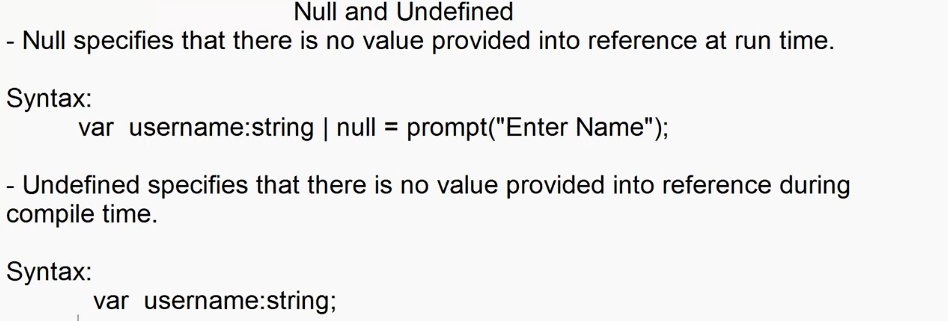 Null and Undefined
- Null specifies that there is no value provided into reference at run time.
Syntax:
var username:string | null = prompt("Enter Name");
- Undefined specifies that there is no value provided into reference during
compile time.
Syntax:
var username:string;